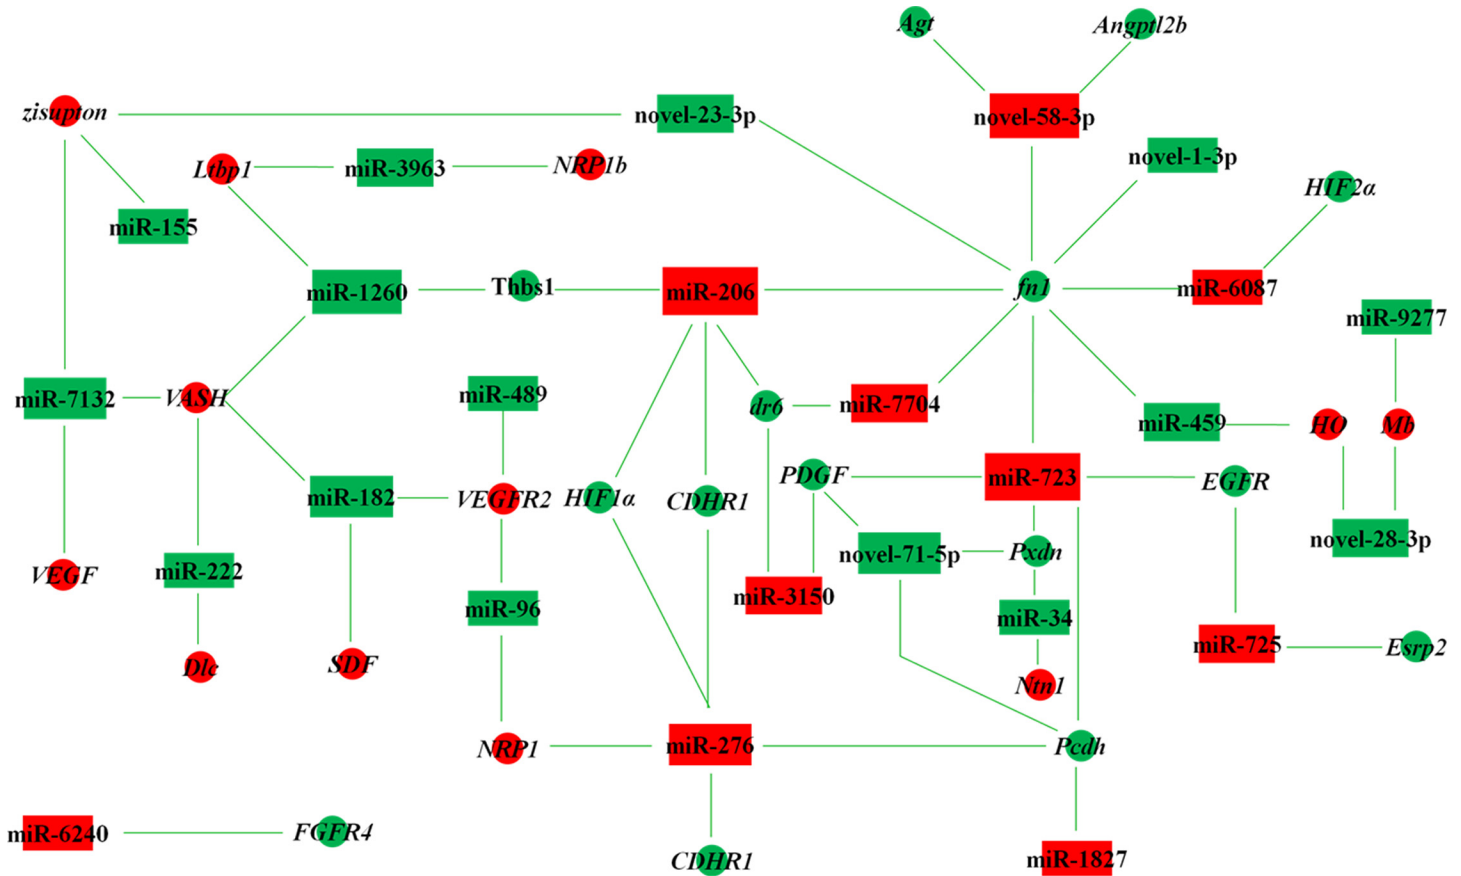 Agt
Angptl2b
zisupton
novel-23-3p
novel-58-3p
novel-1-3p
Ltbp1
miR-3963
NRP1b
HIF2α
miR-155
miR-1260
Thbs1
miR-206
fn1
miR-6087
miR-9277
miR-7132
VASH
miR-489
dr6
miR-7704
miR-459
HO
Mb
miR-182
VEGFR2
HIF1α
CDHR1
PDGF
miR-723
EGFR
novel-71-5p
Pxdn
novel-28-3p
VEGF
miR-222
miR-96
miR-3150
miR-34
Dlc
SDF
miR-725
Esrp2
Ntn1
NRP1
miR-276
Pcdh
miR-6240
FGFR4
CDHR1
miR-1827